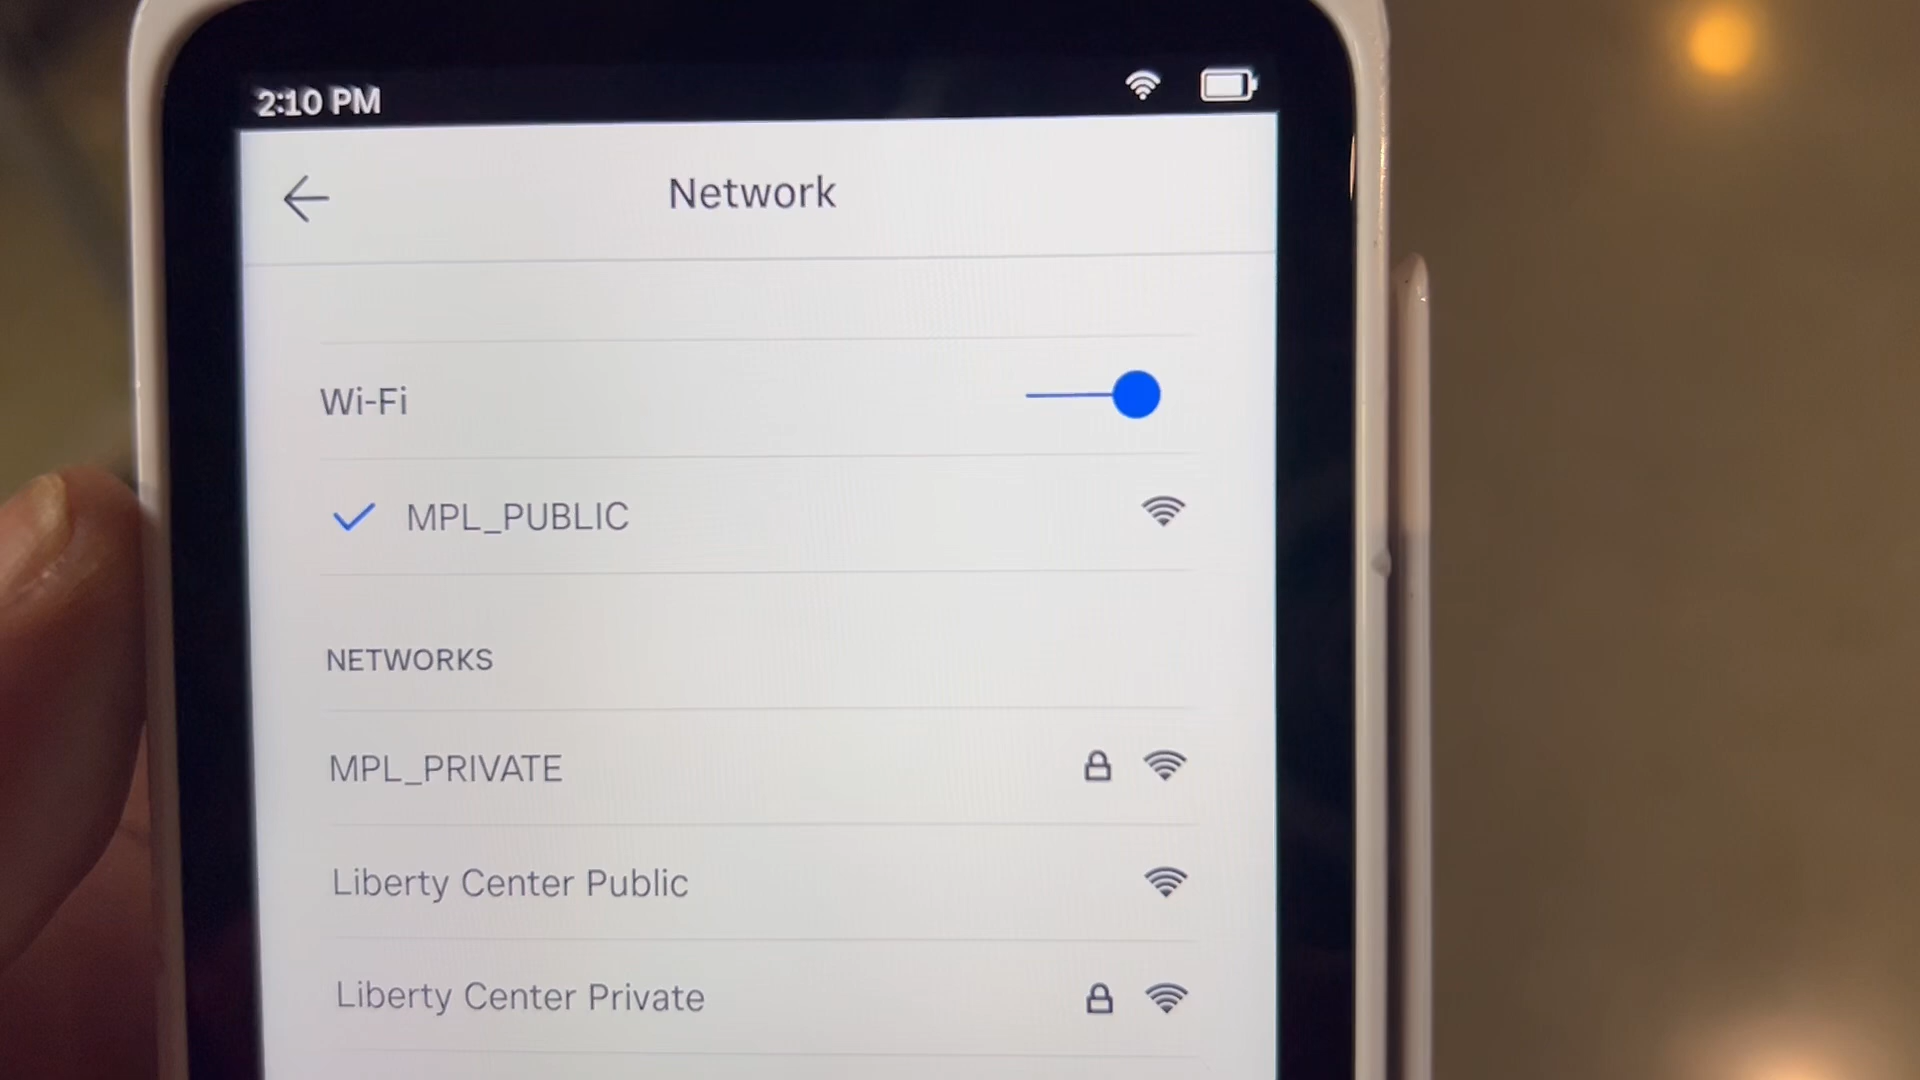 2:10 PM
Network
Wi-Fi
MPL_PUBLIC
NETWORKS
MPL_PRIVATE
Liberty Center Public
Liberty Center Private